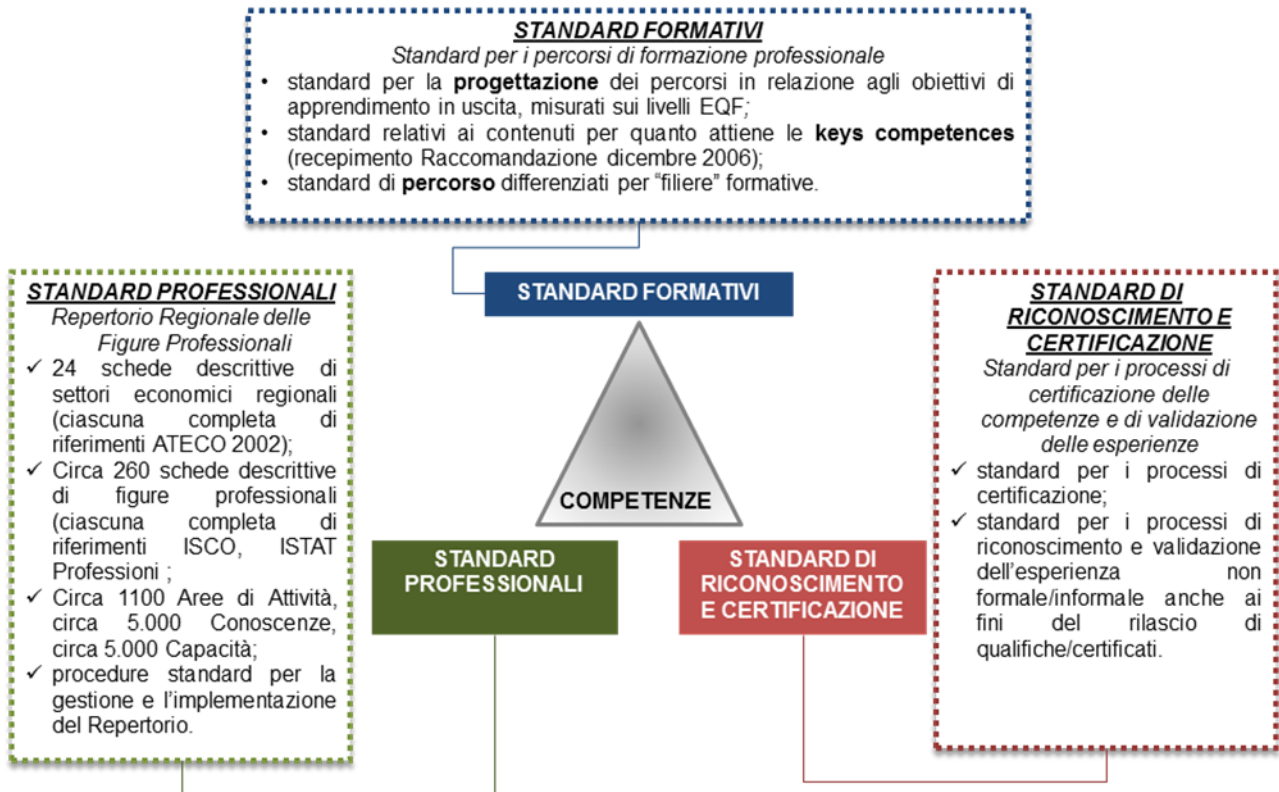 STANDARD FORMATIVI
Standard per i percorsi di formazione professionale
• standard per la progettazione dei percorsi in relazione agli obiettivi di
apprendimento in uscita, misurati sui livelli EQF;
• standard relativi ai contenuti per quanto attiene le keys competences
(recepimento Raccomandazione dicembre 2006);
• standard di percorso differenziati per “filiere” formative.
STANDARD FORMATIVI
STANDARD PROFESSIONALI
Repertorio Regionale delle
Figure Professionali
✓ 24 schede descrittive di
settori economici regionali
(ciascuna completa di
riferimenti ATECO 2002);
✓ Circa 260 schede descrittive
di figure professionali
(ciascuna completa di
riferimenti ISCO, ISTAT
Professioni ;
✓ Circa 1100 Aree di Attività,
circa 5.000 Conoscenze,
circa 5.000 Capacità;
✓ procedure standard per la
gestione e l’implementazione
del Repertorio.
COMPETENZE
STANDARD
PROFESSIONALI
STANDARD DI
RICONOSCIMENTO
E CERTIFICAZIONE
STANDARD DI
RICONOSCIMENTO E
CERTIFICAZIONE
Standard per i processi di
certificazione delle
competenze e di validazione
delle esperienze
✓ standard per i processi di
certificazione;
✓ standard per i processi di
riconoscimento e validazione
dell’esperienza non
formale/informale anche ai
fini del rilascio di
qualifiche/certificati.